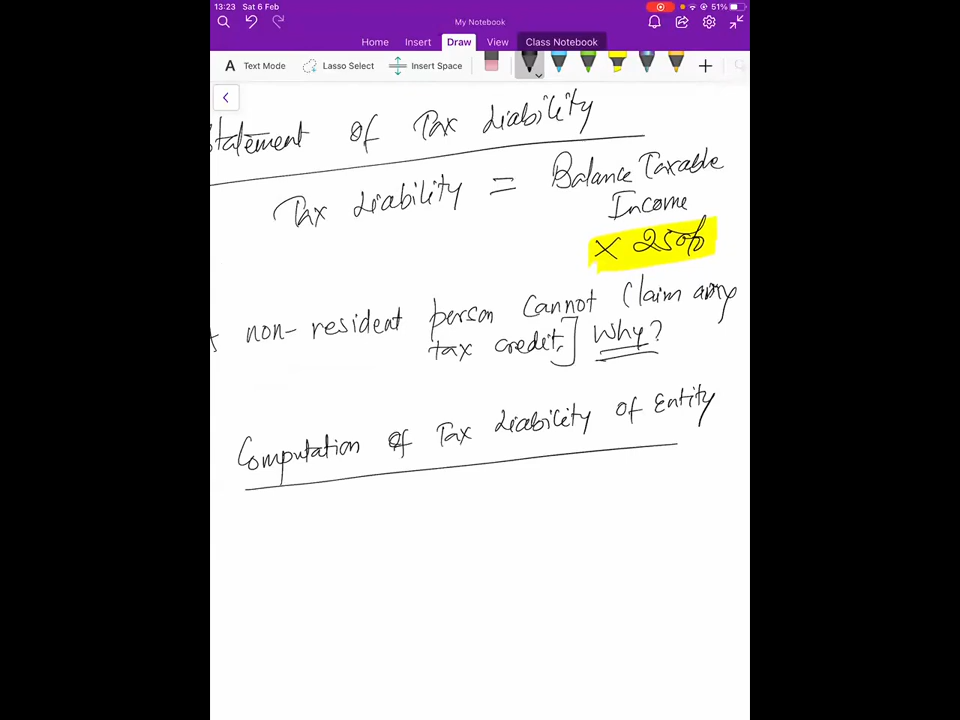 13:23 Sat 6 Feb
51%
My Notebook
Home Insert Draw View Class Notebook
A Text Mode Lasso Select Insert Space
Statement of Tax Liability
Tax Liability = Balance Taxable
Income
× 25%
non-resident person cannot claim any
tax credit.] Why?
Computation of Tax Liability of Entity